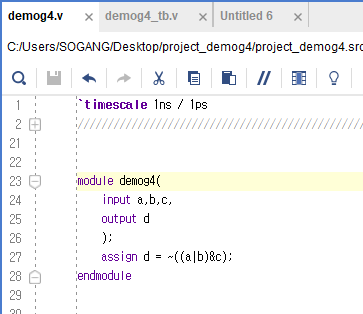 demog4.v demog4_tb.v Untitled 6
C:/Users/SOGANG/Desktop/project_demog4/project_demog4.src
1 `timescale 1ns / 1ps
2 ////////////////////////////////////////////////
21
22
23 module demog4(
24 input a,b,c,
25 output d
26 );
27 assign d = ~((a|b)&c);
28 endmodule
29